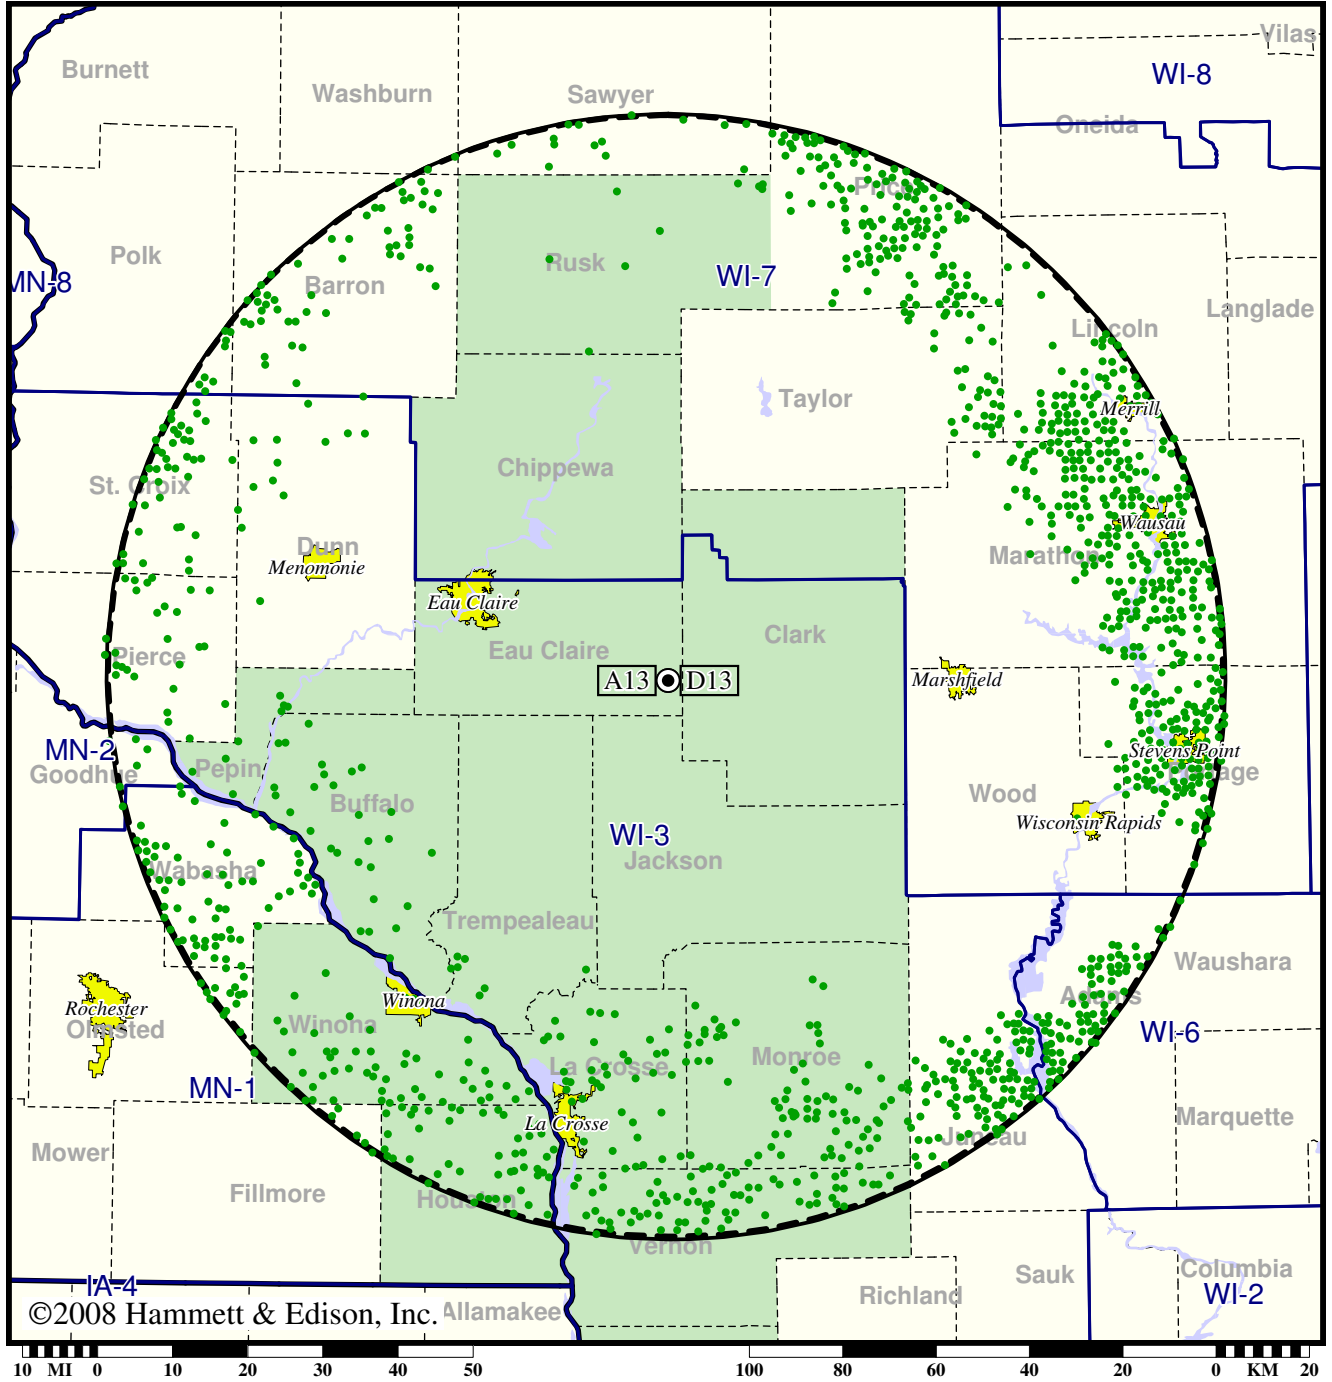 Vilas
Burnett
WI-8
Washburn
Sawyer
Oneida
Price
Polk
Rusk
WI-7
MN-8
Barron
Langlade
Lincoln
Taylor
Merrill
Chippewa
St. Croix
Wausau
Dunn
Marathon
Menomonie
Eau Claire
Clark
Eau Claire
Pierce
A13 D13
Marshfield
MN-2
Stevens Point
Goodhue
Pepin
Portage
Buffalo
Wood
Wisconsin Rapids
WI-3
Jackson
Wabasha
Trempealeau
Waushara
Adams
Winona
Rochester
Olmsted
Winona
WI-6
Monroe
La Crosse
MN-1
Marquette
La Crosse
Juneau
Mower
Fillmore
Houston
Vernon
Columbia
Sauk
IA-4
Richland
WI-2
©2008 Hammett & Edison, Inc.
Allamakee
10 MI 0 10 20 30 40 50 100 80 60 40 20 0 KM 20